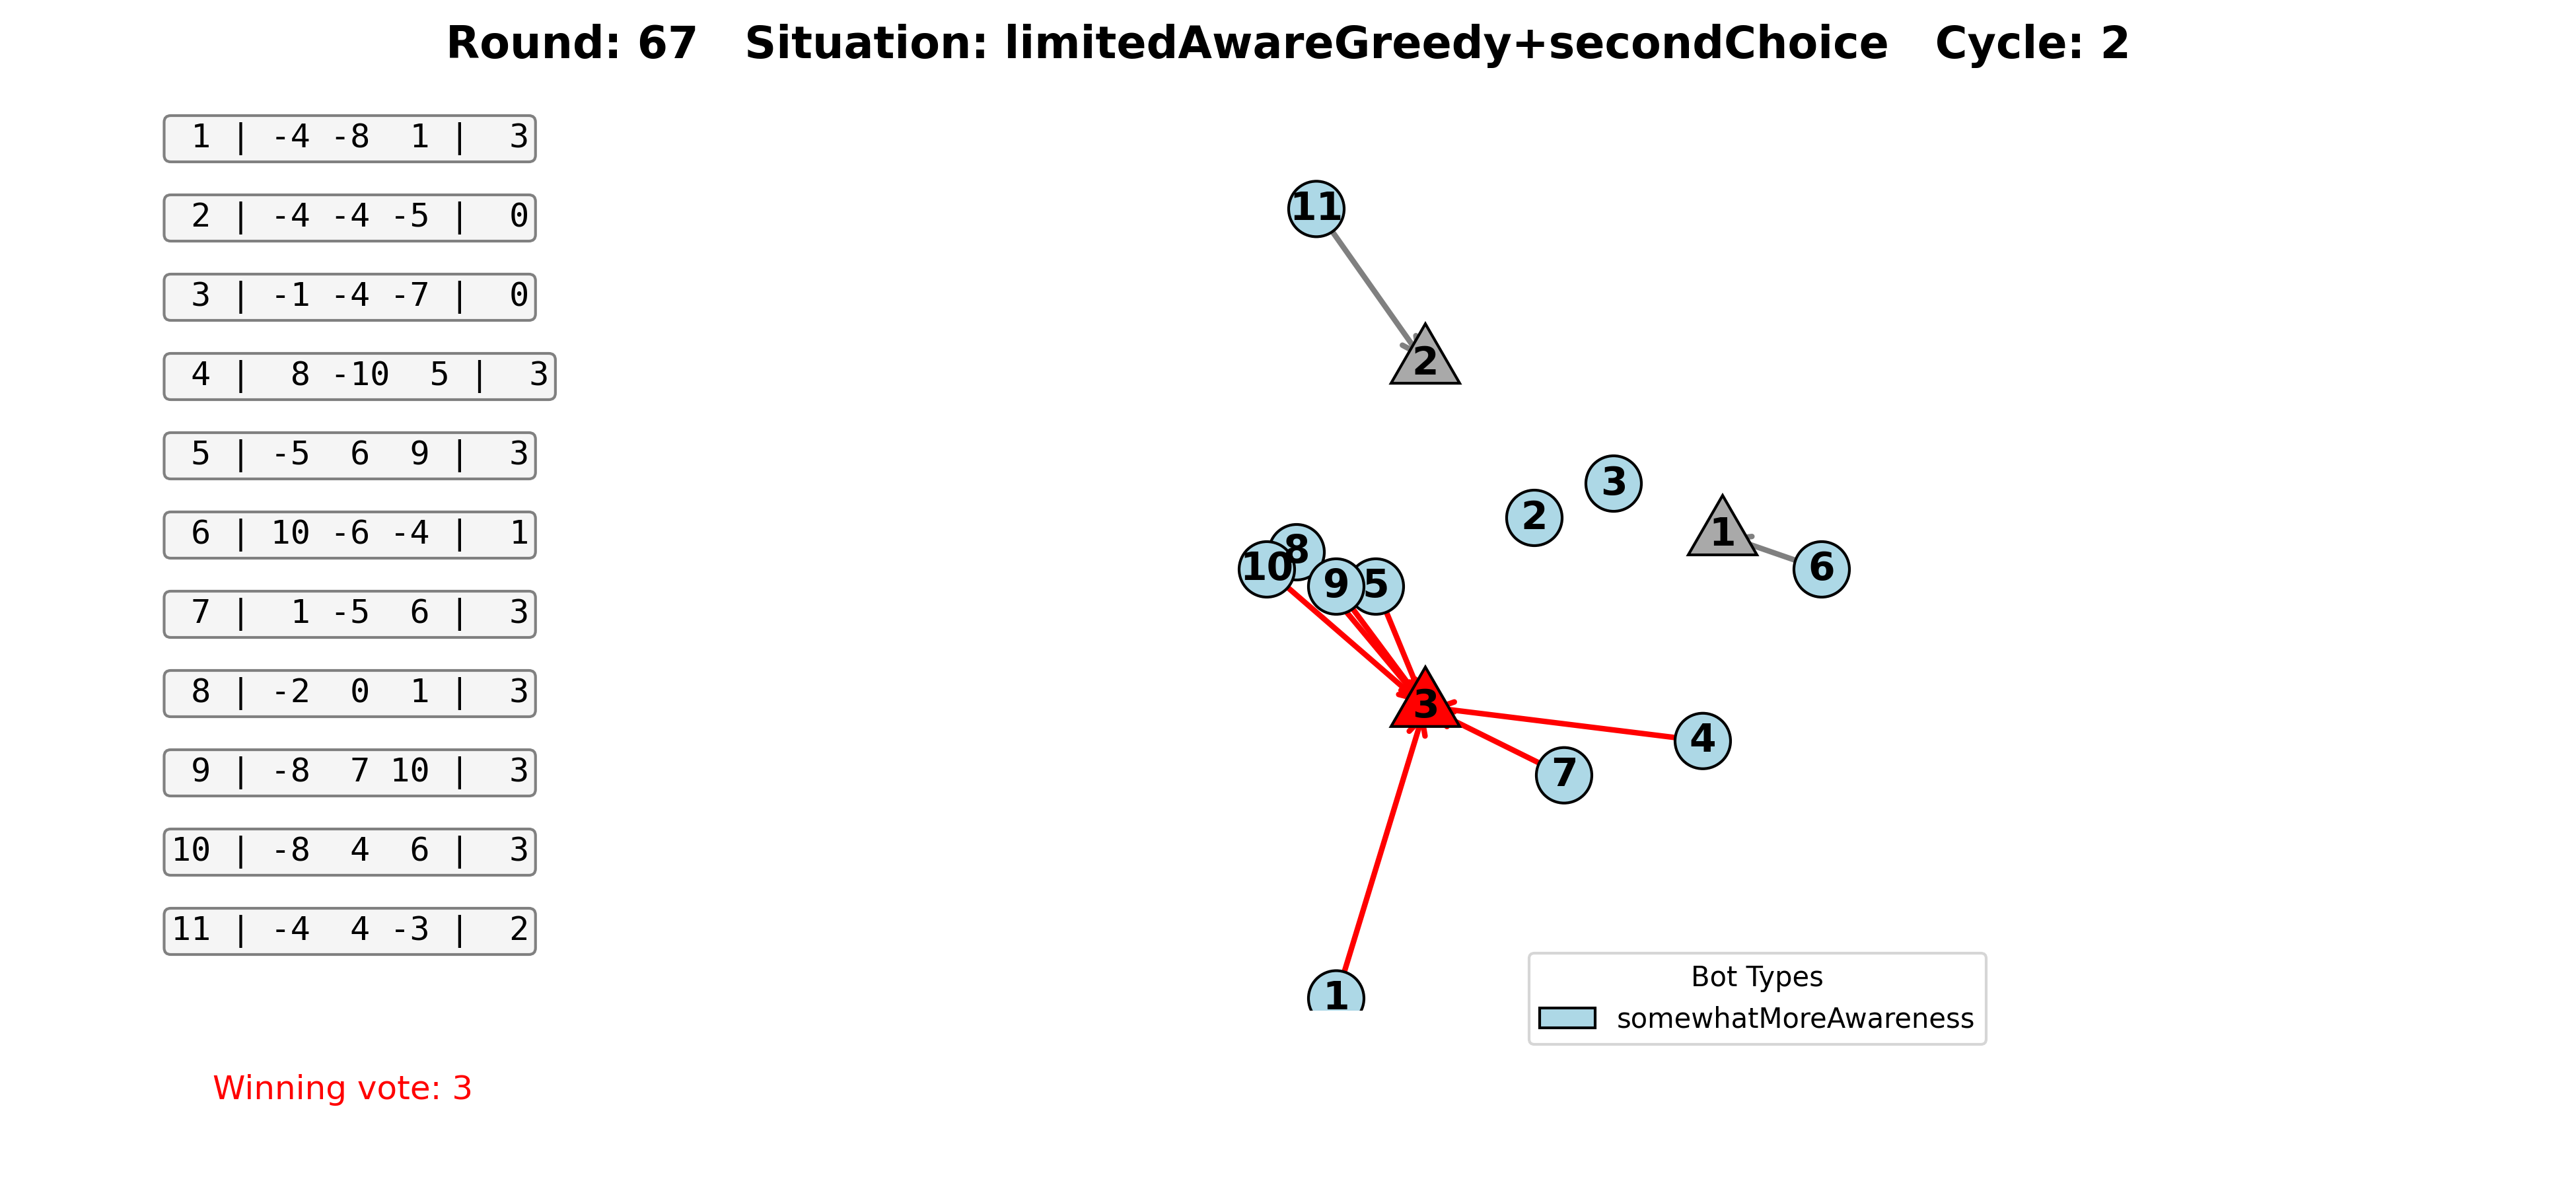 Round: 67   Situation: limitedAwareGreedy+secondChoice   Cycle: 2
1 | -4 -8  1 |  3
2 | -4 -4 -5 |  0
3 | -1 -4 -7 |  0
4 |  8 -10  5 |  3
5 | -5  6  9 |  3
6 | 10 -6 -4 |  1
7 |  1 -5  6 |  3
8 | -2  0  1 |  3
9 | -8  7 10 |  3
10 | -8  4  6 |  3
11 | -4  4 -3 |  2
Winning vote: 3
11
2
3
2
1
8
10
9
5
6
3
4
7
1
Bot Types
somewhatMoreAwareness